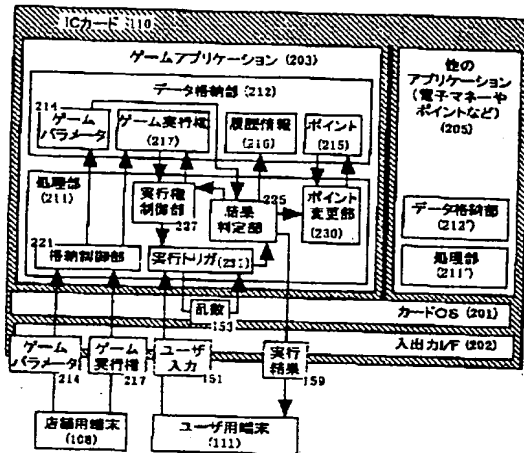 ICカード 110
ゲームアプリケーション (203)
データ格納部 (212)
214
ゲーム
パラメータ
ゲーム実行権
(217)
履歴情報
(216)
ポイント
(215)
処理部
(211)
実行権
制御部
227
結果
判定部
225
ポイント
変更部
(230)
221
格納制御部
実行トリガ
他の
アプリケーション
(電子マネーや
ポイントなど)
(205)
データ格納部
(212')
処理部
(211')
乱数
153
カードOS (201)
入出力I/F (202)
ゲーム
パラメータ
214
ゲーム
実行権
217
ユーザ
入力
151
実行
結果
159
店舗用端末
(108)
ユーザ用端末
(111)